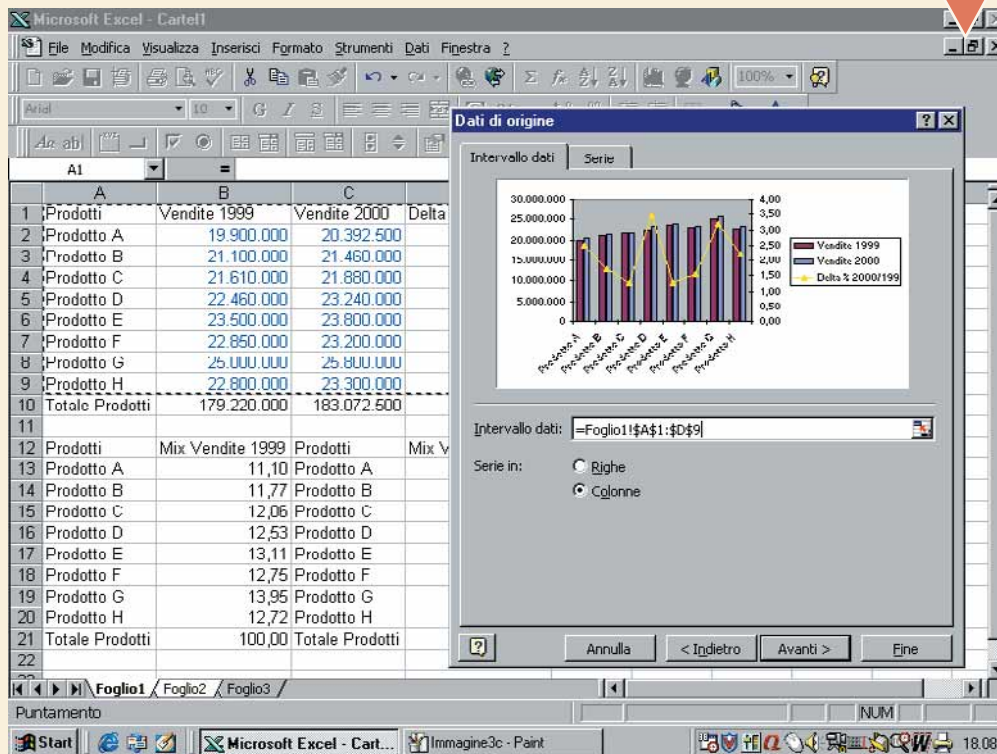 Microsoft Excel - Cartel1
File Modifica Visualizza Inserisci Formato Strumenti Dati Finestra ?
100%
Arial 10 G I S
Aa ab|
A1 =
A B C
1 Prodotti Vendite 1999 Vendite 2000 Delta
2 Prodotto A 19.900.000 20.392.500
3 Prodotto B 21.100.000 21.460.000
4 Prodotto C 21.610.000 21.880.000
5 Prodotto D 22.460.000 23.240.000
6 Prodotto E 23.500.000 23.800.000
7 Prodotto F 22.850.000 23.200.000
8 Prodotto G 25.000.000 25.800.000
9 Prodotto H 22.800.000 23.300.000
10 Totale Prodotti 179.220.000 183.072.500
11
12 Prodotti Mix Vendite 1999 Prodotti Mix V
13 Prodotto A 11,10 Prodotto A
14 Prodotto B 11,77 Prodotto B
15 Prodotto C 12,06 Prodotto C
16 Prodotto D 12,53 Prodotto D
17 Prodotto E 13,11 Prodotto E
18 Prodotto F 12,75 Prodotto F
19 Prodotto G 13,95 Prodotto G
20 Prodotto H 12,72 Prodotto H
21 Totale Prodotti 100,00 Totale Prodotti
22
Dati di origine
Intervallo dati Serie
30.000.000 4,00
25.000.000 3,50
20.000.000 3,00
15.000.000 2,50
10.000.000 2,00
5.000.000 1,50
0 1,00
0,50
0,00
Vendite 1999
Vendite 2000
Delta % 2000/199
Prodotto A Prodotto B Prodotto C Prodotto D Prodotto E Prodotto F Prodotto G Prodotto H
Intervallo dati: =Foglio1!$A$1:$D$9
Serie in: Righe
Colonne
Annulla < Indietro Avanti > Fine
Foglio1 Foglio2 Foglio3
Puntamento NUM
Start Microsoft Excel - Cart... Immagine3c - Paint 18.08